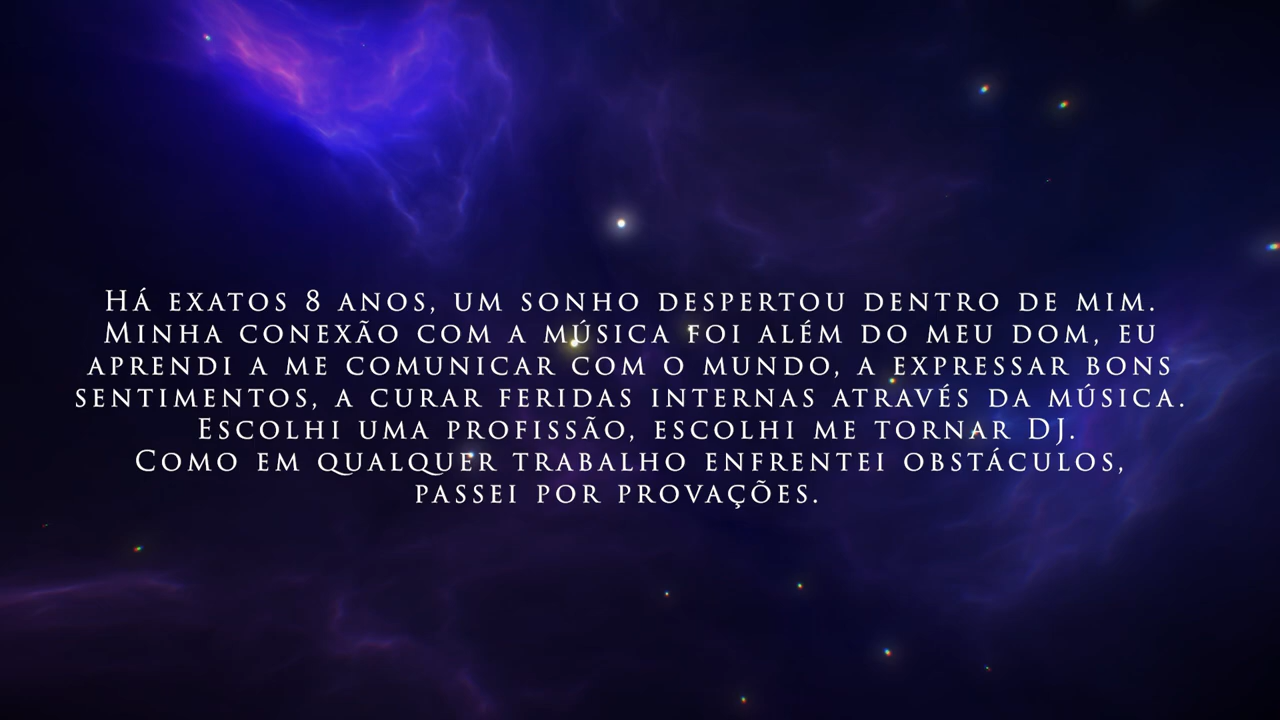 Há exatos 8 anos, um sonho despertou dentro de mim.
Minha conexão com a música foi além do meu dom, eu
aprendi a me comunicar com o mundo, a expressar bons
sentimentos, a curar feridas internas através da música.
Escolhi uma profissão, escolhi me tornar DJ.
Como em qualquer trabalho enfrentei obstáculos,
passei por provações.